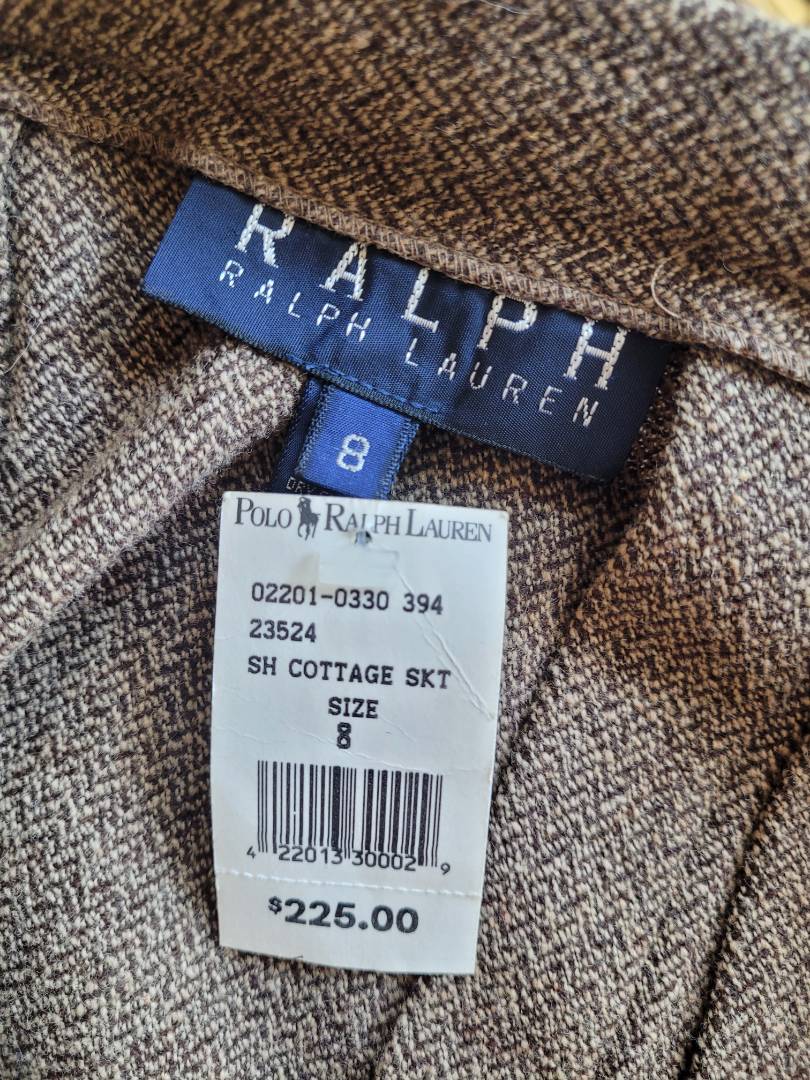 RALPH
RALPH LAUREN
8
POLO RALPH LAUREN
02201-0330 394
23524
SH COTTAGE SKT
SIZE
8
4 22013 30002 9
$225.00